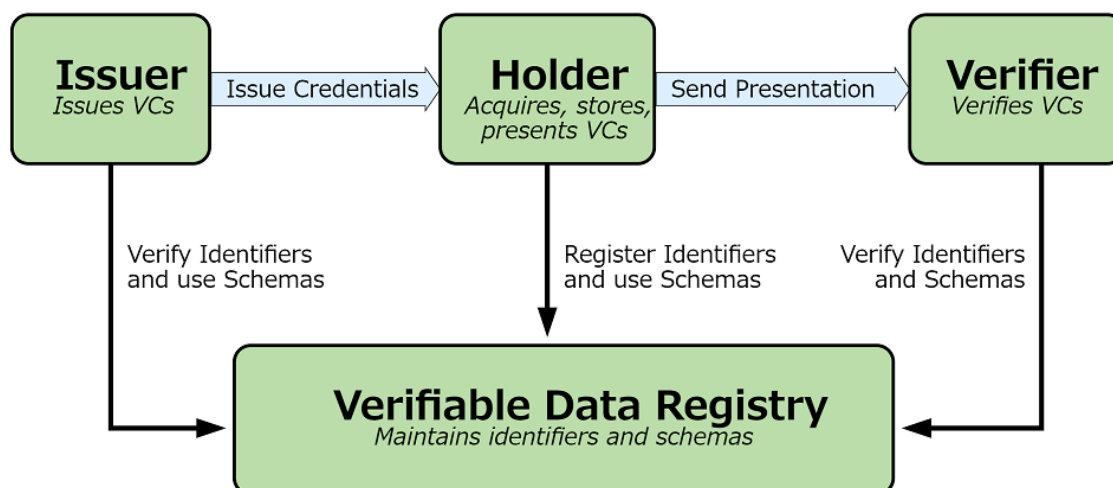 Issuer
Issues VCs
Issue Credentials
Holder
Acquires, stores,
presents VCs
Send Presentation
Verifier
Verifies VCs
Verify Identifiers
and use Schemas
Register Identifiers
and use Schemas
Verify Identifiers
and Schemas
Verifiable Data Registry
Maintains identifiers and schemas